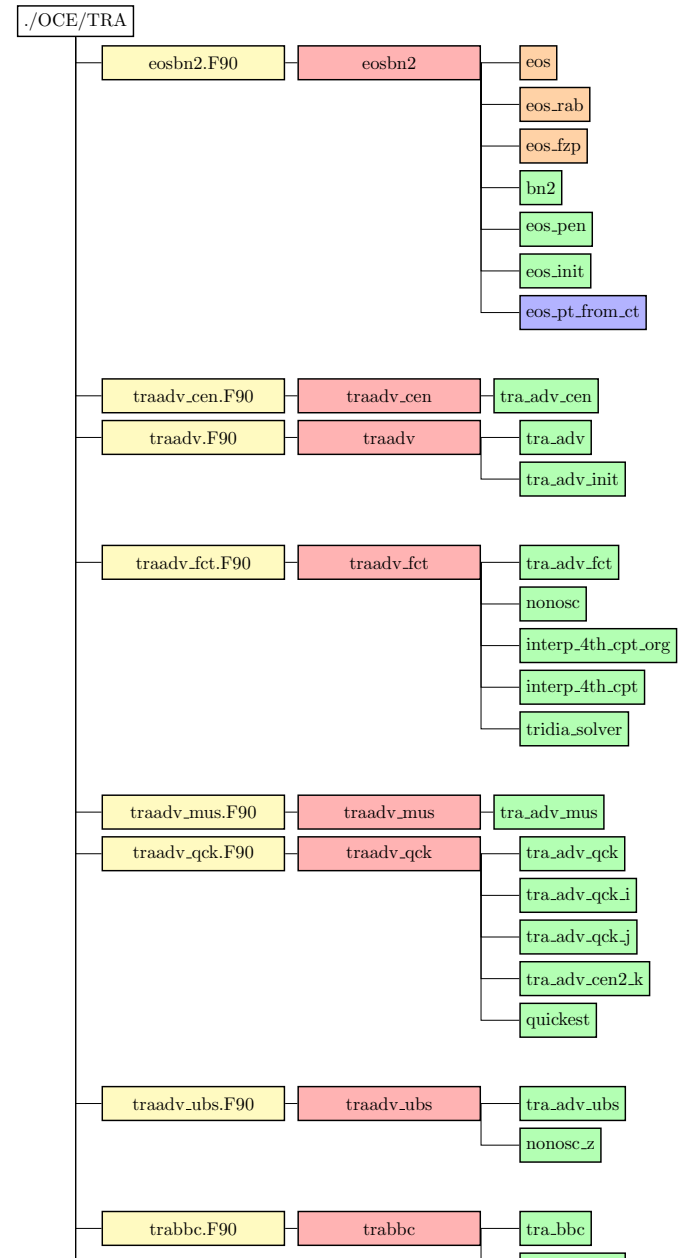 ./OCE/TRA
eosbn2.F90 eosbn2 eos
eos_rab
eos_fzp
bn2
eos_pen
eos_init
eos_pt_from_ct
traadv_cen.F90 traadv_cen tra_adv_cen
traadv.F90 traadv tra_adv
tra_adv_init
traadv_fct.F90 traadv_fct tra_adv_fct
nonosc
interp_4th_cpt_org
interp_4th_cpt
tridia_solver
traadv_mus.F90 traadv_mus tra_adv_mus
traadv_qck.F90 traadv_qck tra_adv_qck
tra_adv_qck_i
tra_adv_qck_j
tra_adv_cen2_k
quickest
traadv_ubs.F90 traadv_ubs tra_adv_ubs
nonosc_z
trabbc.F90 trabbc tra_bbc